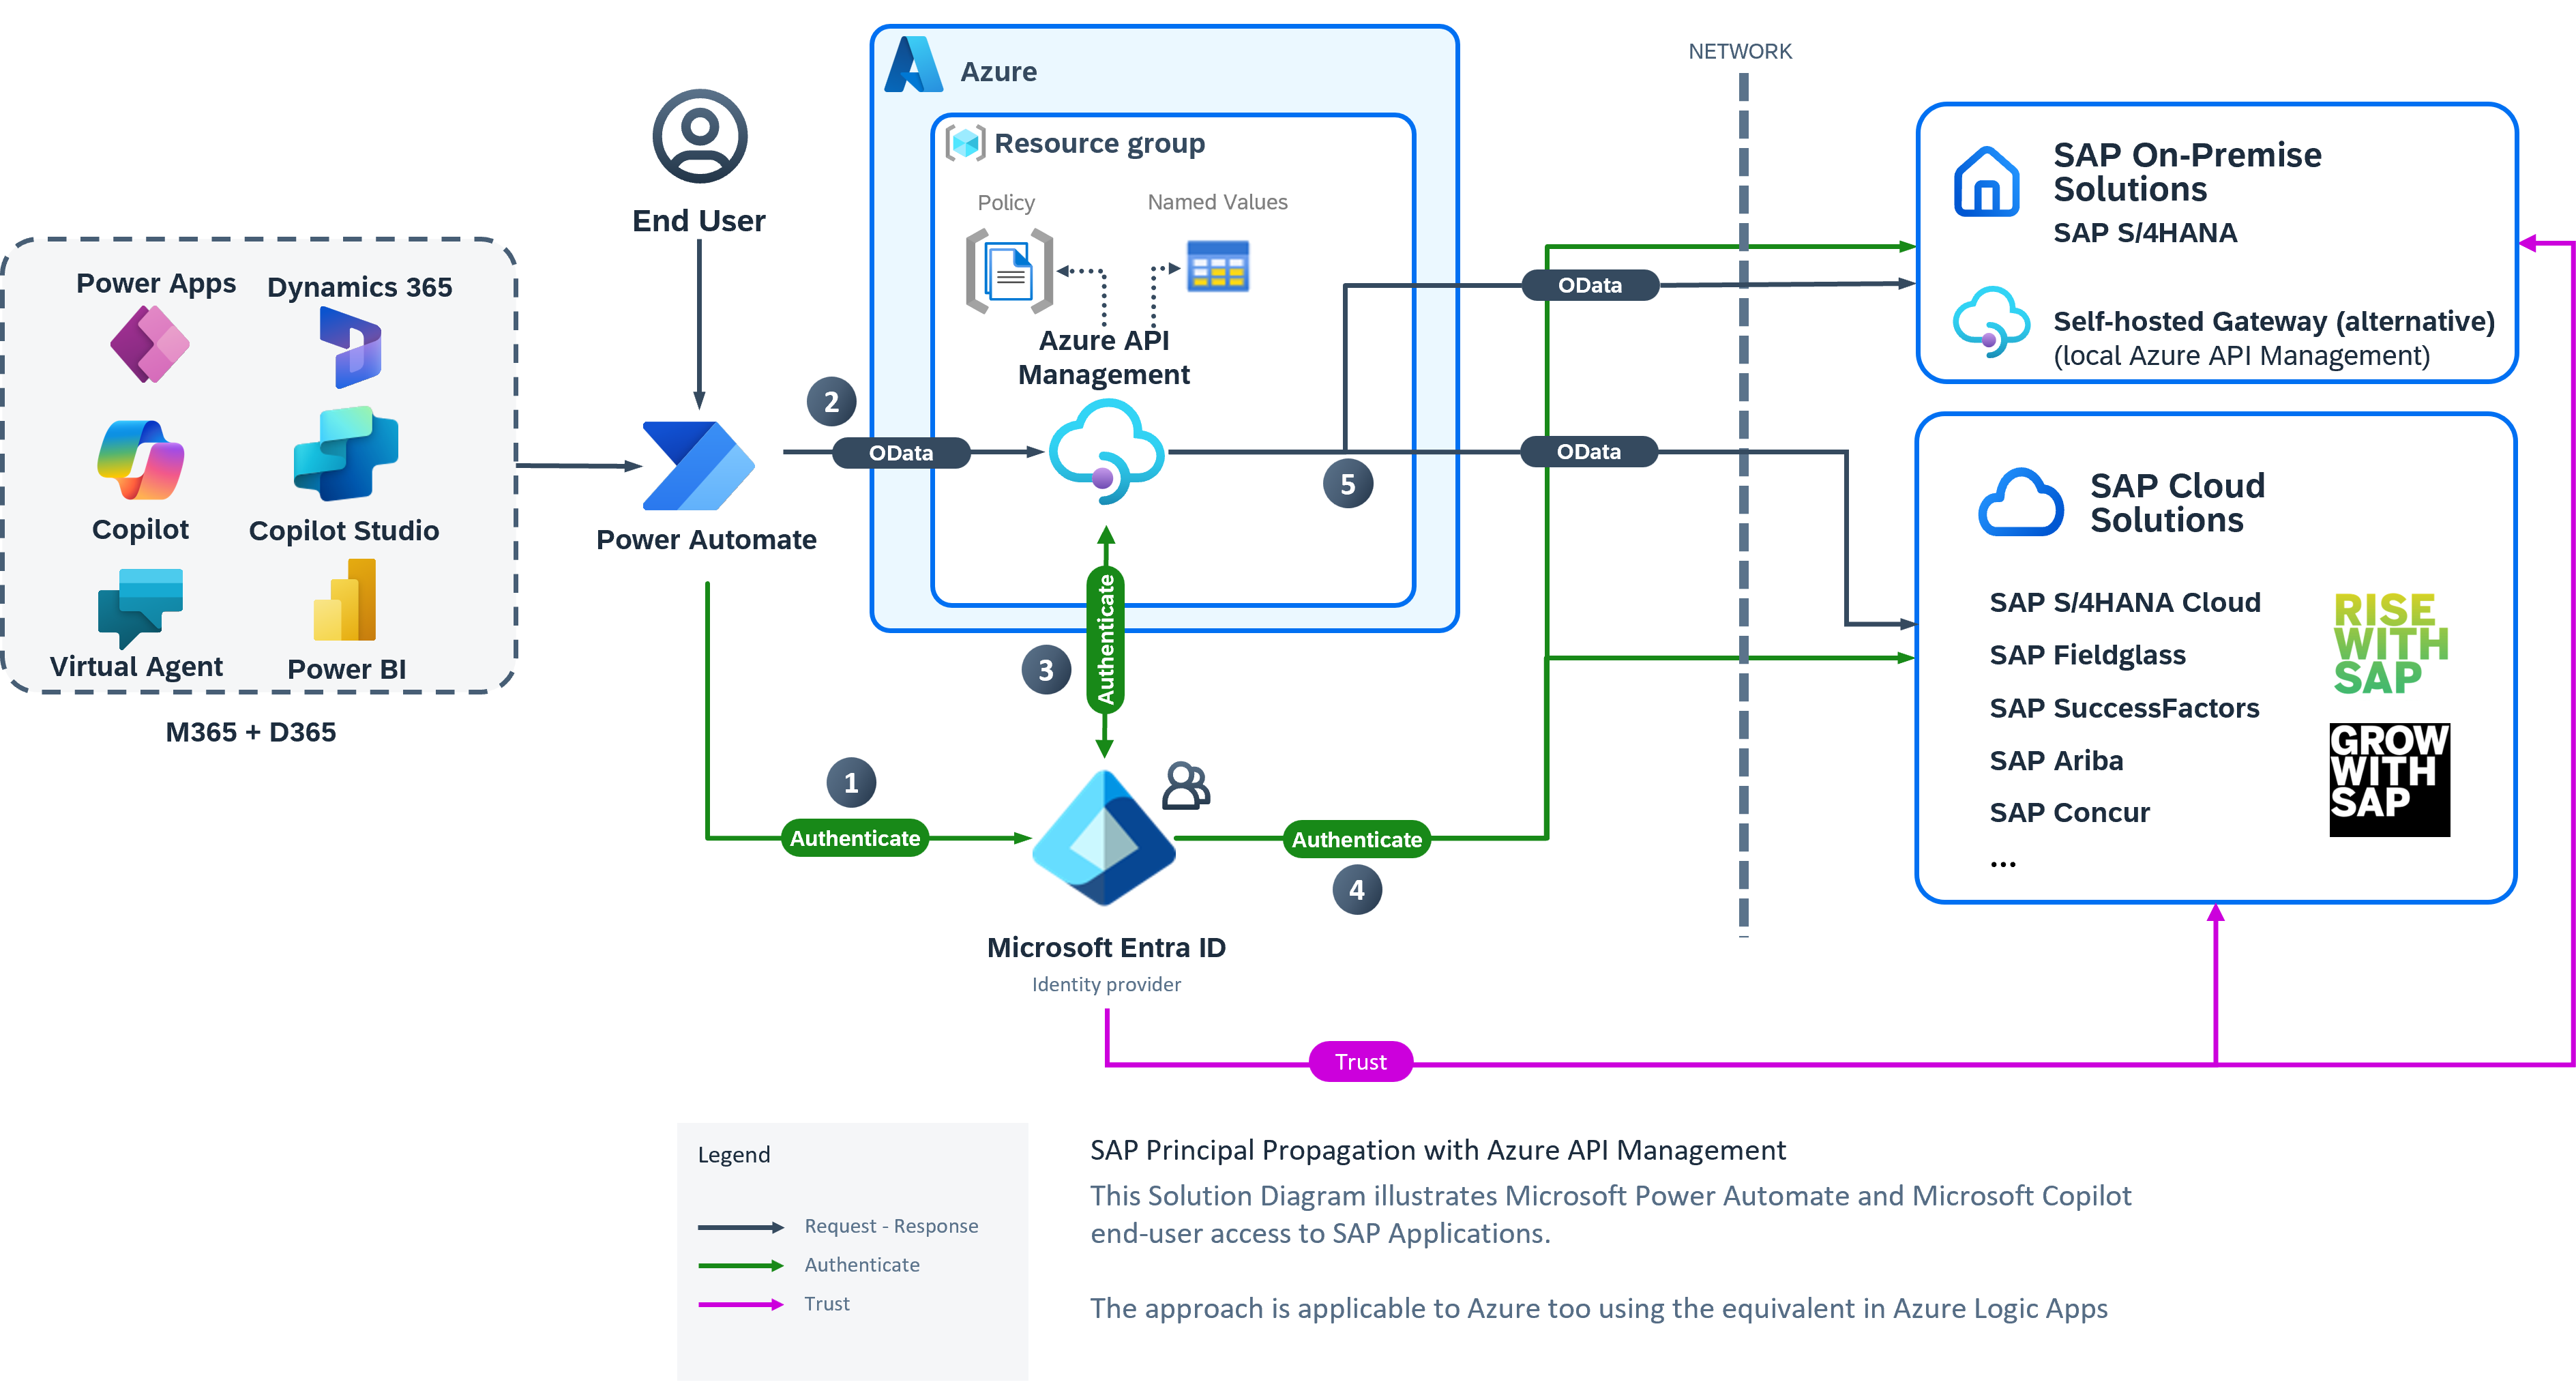 Azure
NETWORK
Resource group
Policy
Named Values
Azure API
Management
End User
Power Apps
Dynamics 365
Copilot
Copilot Studio
Virtual Agent
Power BI
M365 + D365
Power Automate
2
OData
5
OData
OData
SAP On-Premise
Solutions
SAP S/4HANA
Self-hosted Gateway (alternative)
(local Azure API Management)
SAP Cloud
Solutions
SAP S/4HANA Cloud
SAP Fieldglass
SAP SuccessFactors
SAP Ariba
SAP Concur
...
RISE
WITH
SAP
GROW
WITH
SAP
3
Authenticate
1
Authenticate
Authenticate
4
Microsoft Entra ID
Identity provider
Trust
Legend
Request - Response
Authenticate
Trust
SAP Principal Propagation with Azure API Management
This Solution Diagram illustrates Microsoft Power Automate and Microsoft Copilot
end-user access to SAP Applications.
The approach is applicable to Azure too using the equivalent in Azure Logic Apps